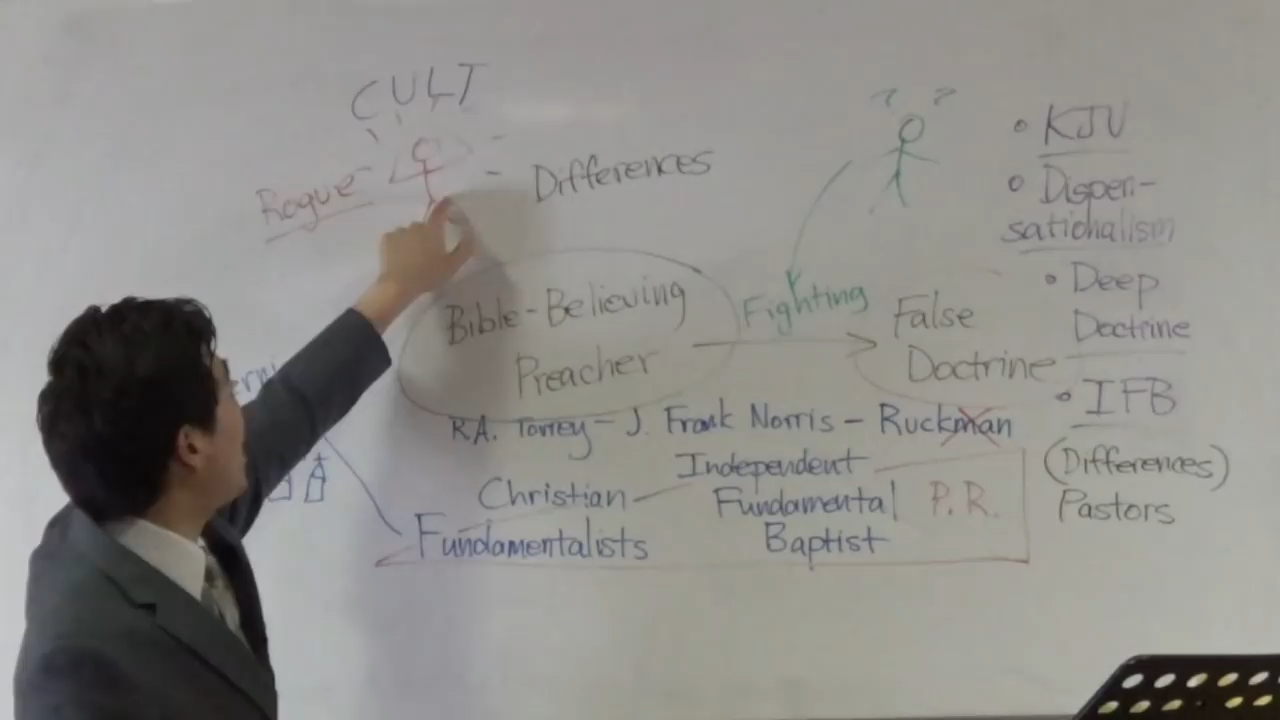 CULT
Rogue
- Differences
? ?
Bible-Believing
Preacher
Fighting
False
Doctrine
R.A. Torrey - J. Frank Norris - Ruckman
Christian
Fundamentalists
Independent
Fundamental
Baptist
P.R.
• KJV
• Dispen-
sationalism
• Deep
Doctrine
• IFB
(Differences)
Pastors